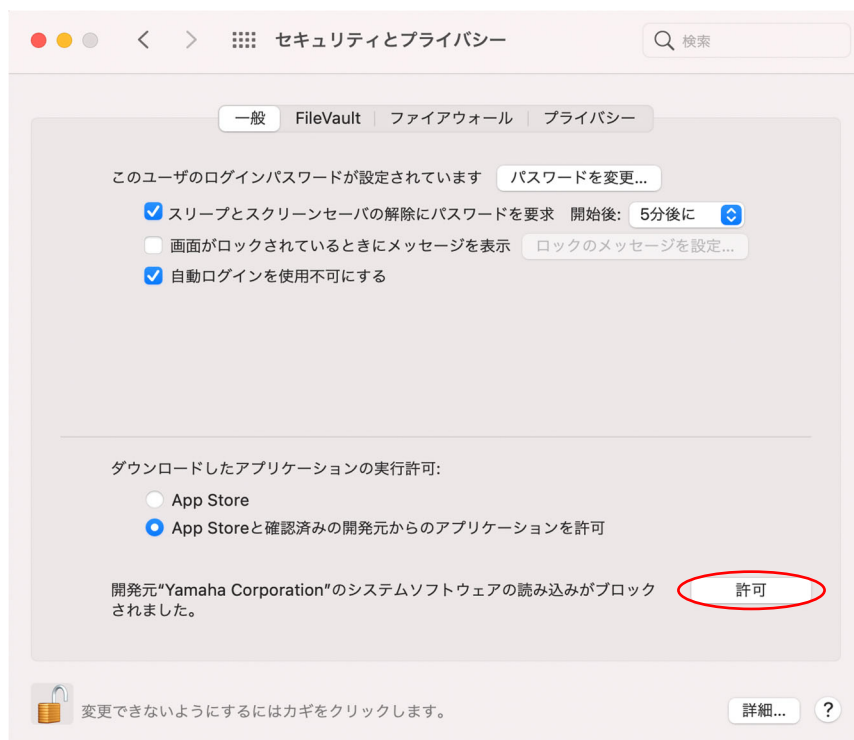 セキュリティとプライバシー
検索
一般 FileVault ファイアウォール プライバシー
このユーザのログインパスワードが設定されています パスワードを変更...
スリープとスクリーンセーバの解除にパスワードを要求 開始後: 5分後に
画面がロックされているときにメッセージを表示 ロックのメッセージを設定...
自動ログインを使用不可にする
ダウンロードしたアプリケーションの実行許可:
App Store
App Storeと確認済みの開発元からのアプリケーションを許可
開発元“Yamaha Corporation”のシステムソフトウェアの読み込みがブロック
されました。
許可
変更できないようにするにはカギをクリックします。
詳細... ?